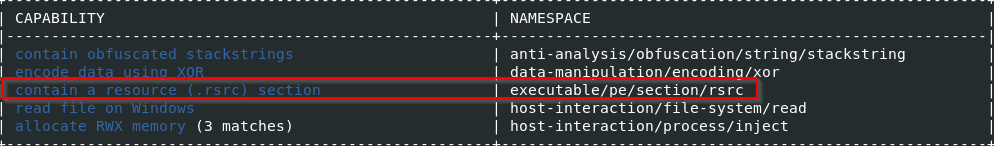 CAPABILITY NAMESPACE
contain obfuscated stackstrings anti-analysis/obfuscation/string/stackstring
encode data using XOR data-manipulation/encoding/xor
contain a resource (.rsrc) section executable/pe/section/rsrc
read file on Windows host-interaction/file-system/read
allocate RWX memory (3 matches) host-interaction/process/inject